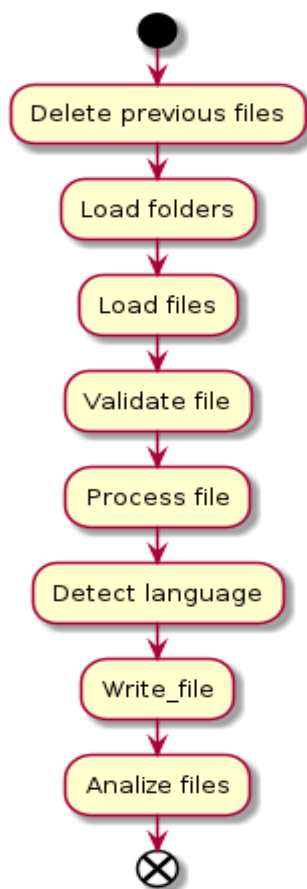 Delete previous files
Load folders
Load files
Validate file
Process file
Detect language
Write_file
Analize files